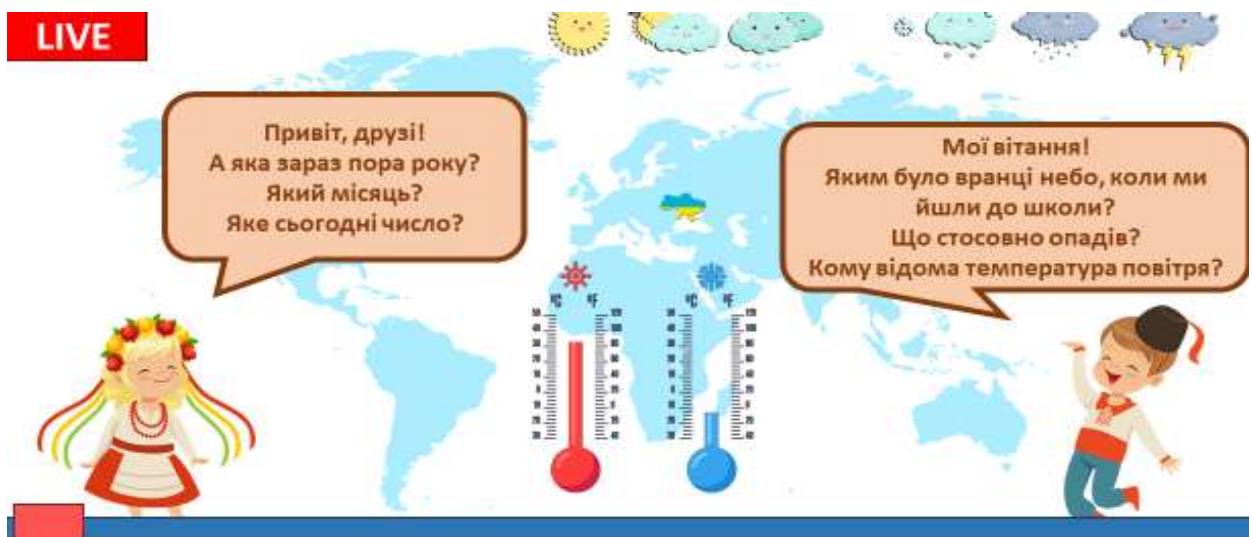 LIVE
Привіт, друзі!
А яка зараз пора року?
Який місяць?
Яке сьогодні число?
Мої вітання!
Яким було вранці небо, коли ми
йшли до школи?
Що стосовно опадів?
Кому відома температура повітря?
°C °F °C °F